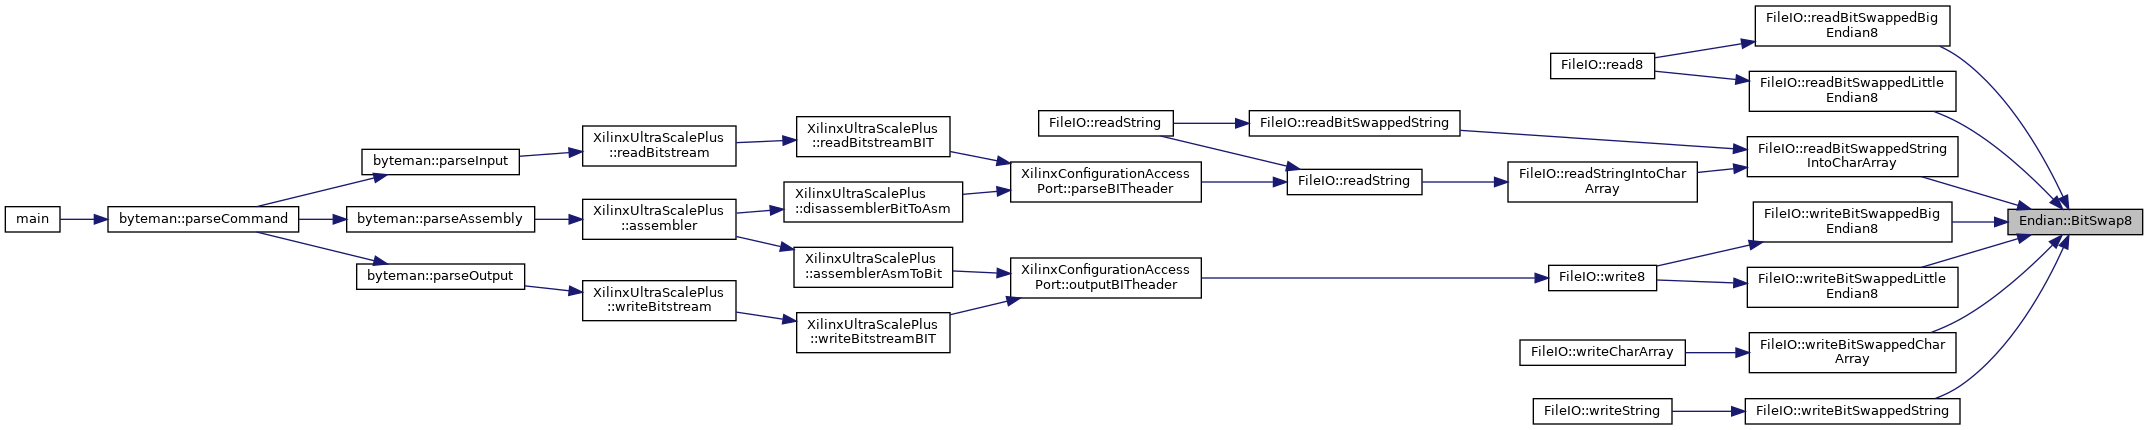 main
byteman::parseCommand
byteman::parseInput
byteman::parseAssembly
byteman::parseOutput
XilinxUltraScalePlus
::readBitstream
XilinxUltraScalePlus
::assembler
XilinxUltraScalePlus
::writeBitstream
XilinxUltraScalePlus
::readBitstreamBIT
XilinxUltraScalePlus
::disassemblerBitToAsm
XilinxUltraScalePlus
::assemblerAsmToBit
XilinxUltraScalePlus
::writeBitstreamBIT
XilinxConfigurationAccess
Port::parseBITheader
XilinxConfigurationAccess
Port::outputBITheader
FileIO::readString
FileIO::readBitSwappedString
FileIO::readString
FileIO::readStringIntoChar
Array
FileIO::read8
FileIO::write8
FileIO::writeCharArray
FileIO::writeString
FileIO::readBitSwappedBig
Endian8
FileIO::readBitSwappedLittle
Endian8
FileIO::readBitSwappedString
IntoCharArray
FileIO::writeBitSwappedBig
Endian8
FileIO::writeBitSwappedLittle
Endian8
FileIO::writeBitSwappedChar
Array
FileIO::writeBitSwappedString
Endian::BitSwap8